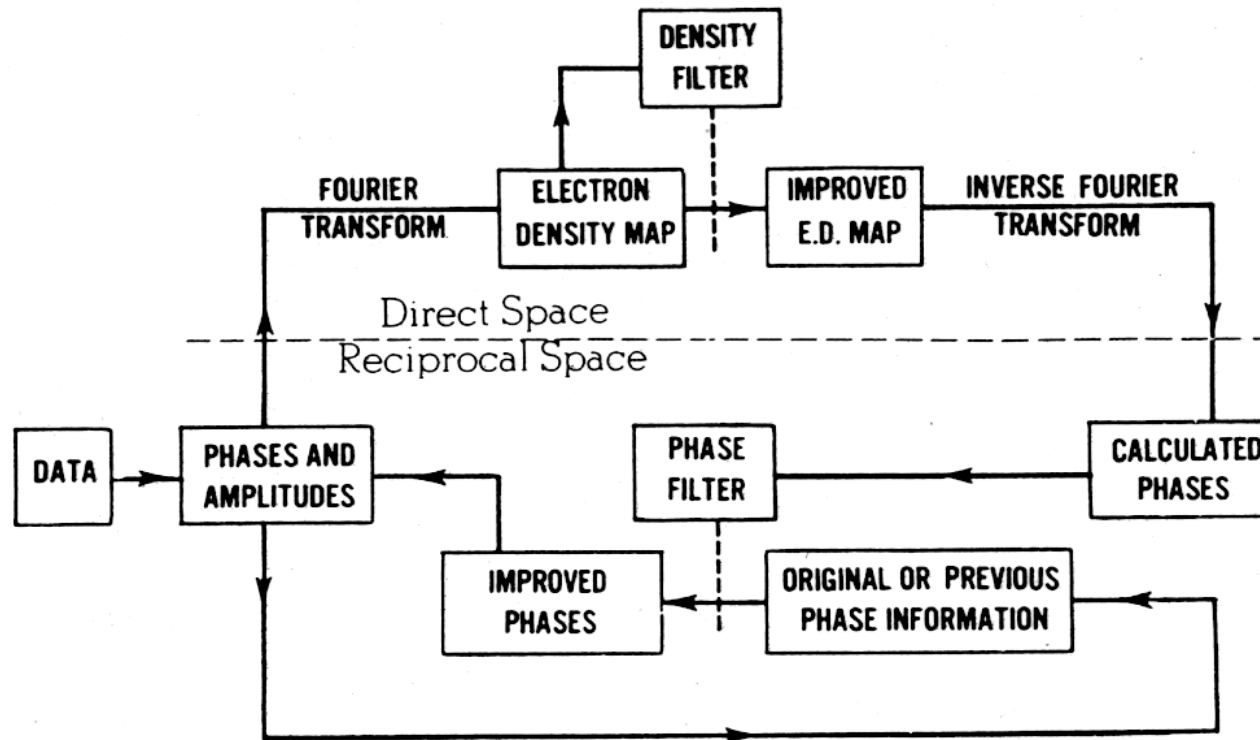 DENSITY
FILTER
FOURIER
TRANSFORM
ELECTRON
DENSITY MAP
IMPROVED
E.D. MAP
INVERSE FOURIER
TRANSFORM
Direct Space
Reciprocal Space
DATA
PHASES AND
AMPLITUDES
PHASE
FILTER
CALCULATED
PHASES
IMPROVED
PHASES
ORIGINAL OR PREVIOUS
PHASE INFORMATION